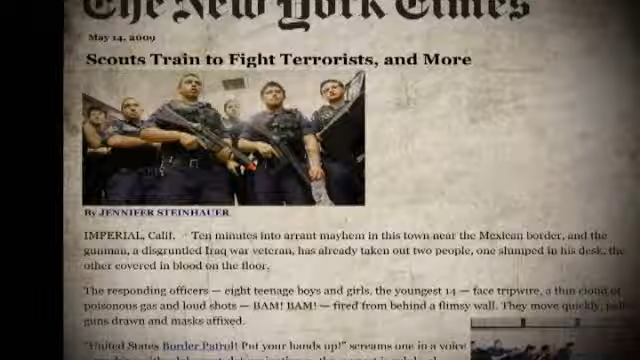 The New York Times
May 14, 2009
Scouts Train to Fight Terrorists, and More
By JENNIFER STEINHAUER
IMPERIAL, Calif. — Ten minutes into arrant mayhem in this town near the Mexican border, and the
gunman, a disgruntled Iraq war veteran, has already taken out two people, one slumped in his desk, the
other covered in blood on the floor.
The responding officers — eight teenage boys and girls, the youngest 14 — face tripwire, a thin cloud of
poisonous gas and loud shots — BAM! BAM! — fired from behind a flimsy wall. They move quickly,
guns drawn and masks affixed.
"United States Border Patrol! Put your hands up!" screams one in a voice